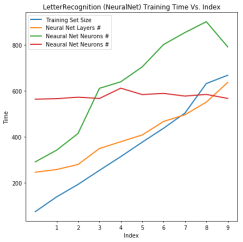 LetterRecognition (NeuralNet) Training Time Vs. Index
Training Set Size
Neural Net Layers #
Neaural Net Neurons #
Neaural Net Neurons #
800
600
400
200
Time
1 2 3 4 5 6 7 8 9
Index